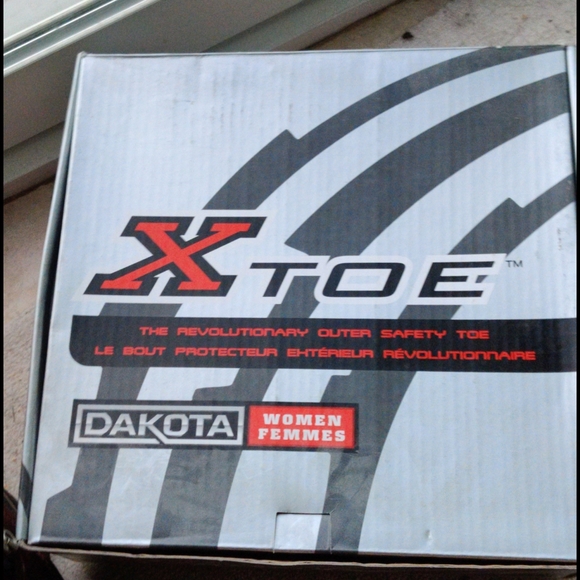 XTOE™
THE REVOLUTIONARY OUTER SAFETY TOE
LE BOUT PROTECTEUR EXTÉRIEUR RÉVOLUTIONNAIRE
DAKOTA
WOMEN
FEMMES